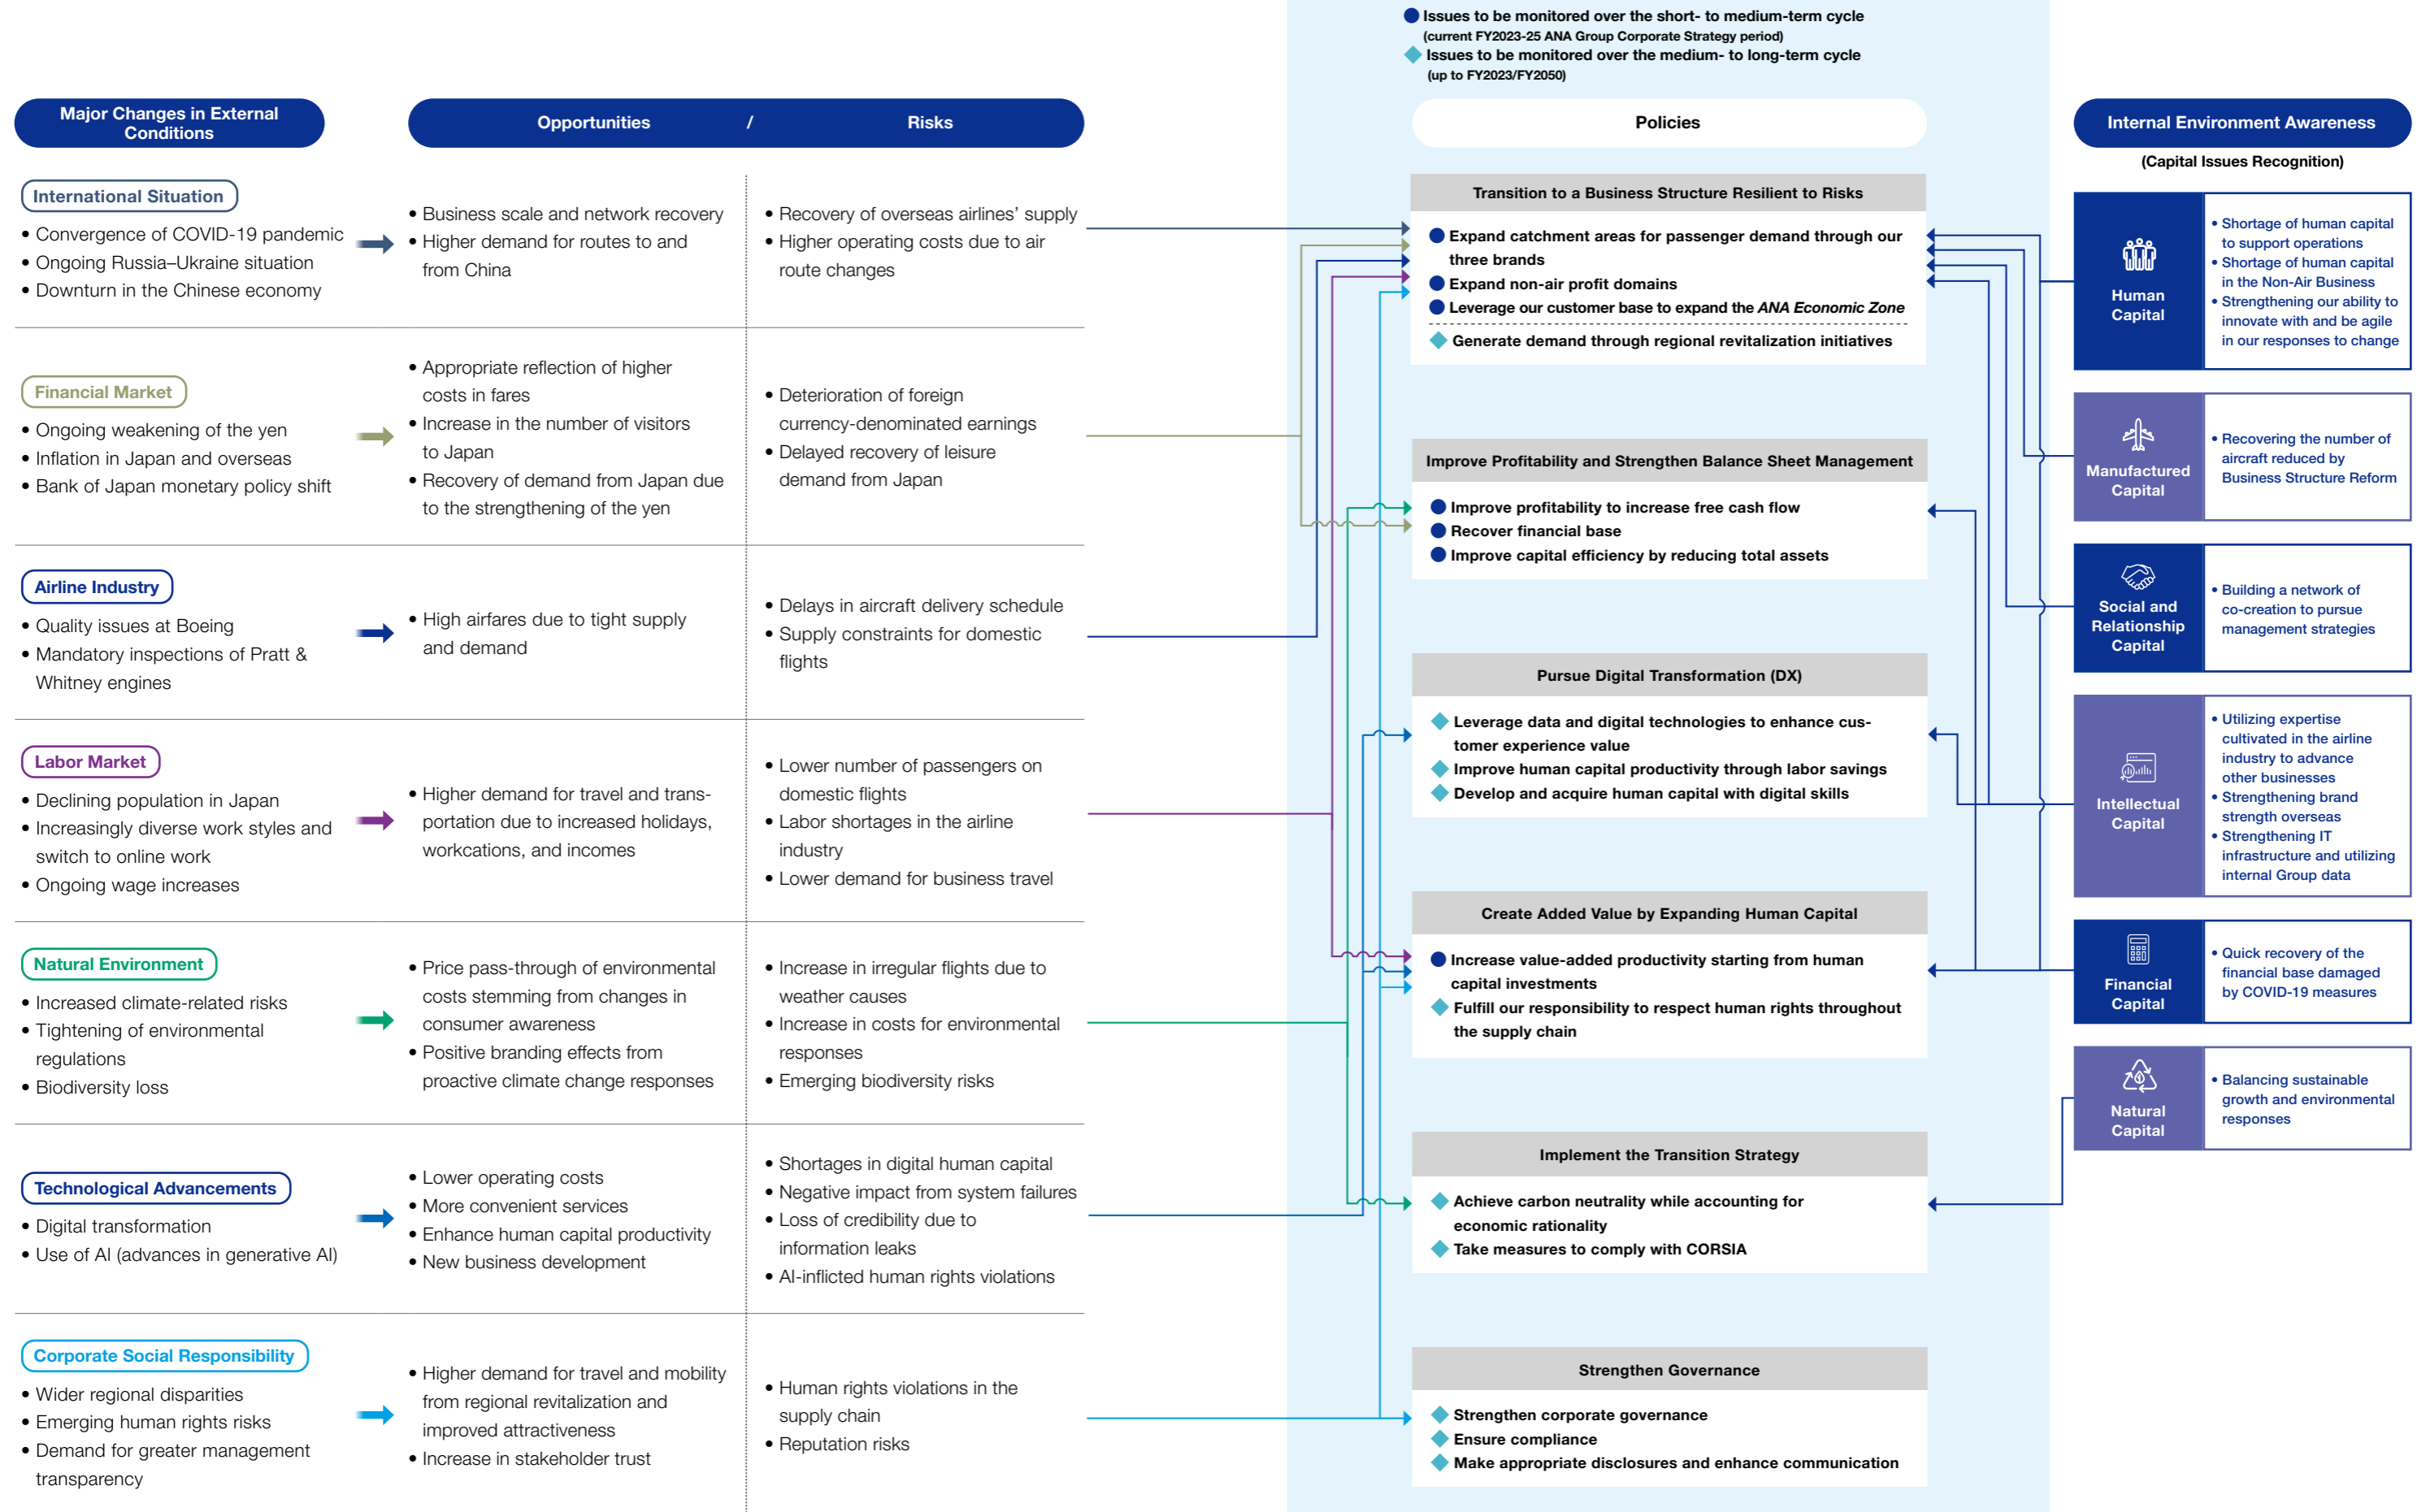 Issues to be monitored over the short- to medium-term cycle
(current FY2023-25 ANA Group Corporate Strategy period)
Issues to be monitored over the medium- to long-term cycle
(up to FY2023/FY2050)
Major Changes in External
Conditions
Opportunities / Risks
Policies
Internal Environment Awareness
(Capital Issues Recognition)
International Situation
• Convergence of COVID-19 pandemic
• Ongoing Russia–Ukraine situation
• Downturn in the Chinese economy
• Business scale and network recovery
• Higher demand for routes to and
from China
• Recovery of overseas airlines’ supply
• Higher operating costs due to air
route changes
Financial Market
• Ongoing weakening of the yen
• Inflation in Japan and overseas
• Bank of Japan monetary policy shift
• Appropriate reflection of higher
costs in fares
• Increase in the number of visitors
to Japan
• Recovery of demand from Japan due
to the strengthening of the yen
• Deterioration of foreign
currency-denominated earnings
• Delayed recovery of leisure
demand from Japan
Airline Industry
• Quality issues at Boeing
• Mandatory inspections of Pratt &
Whitney engines
• High airfares due to tight supply
and demand
• Delays in aircraft delivery schedule
• Supply constraints for domestic
flights
Labor Market
• Declining population in Japan
• Increasingly diverse work styles and
switch to online work
• Ongoing wage increases
• Higher demand for travel and trans-
portation due to increased holidays,
workcations, and incomes
• Lower number of passengers on
domestic flights
• Labor shortages in the airline
industry
• Lower demand for business travel
Natural Environment
• Increased climate-related risks
• Tightening of environmental
regulations
• Biodiversity loss
• Price pass-through of environmental
costs stemming from changes in
consumer awareness
• Positive branding effects from
proactive climate change responses
• Increase in irregular flights due to
weather causes
• Increase in costs for environmental
responses
• Emerging biodiversity risks
Technological Advancements
• Digital transformation
• Use of AI (advances in generative AI)
• Lower operating costs
• More convenient services
• Enhance human capital productivity
• New business development
• Shortages in digital human capital
• Negative impact from system failures
• Loss of credibility due to
information leaks
• AI-inflicted human rights violations
Corporate Social Responsibility
• Wider regional disparities
• Emerging human rights risks
• Demand for greater management
transparency
• Higher demand for travel and mobility
from regional revitalization and
improved attractiveness
• Increase in stakeholder trust
• Human rights violations in the
supply chain
• Reputation risks
Transition to a Business Structure Resilient to Risks
Expand catchment areas for passenger demand through our
three brands
Expand non-air profit domains
Leverage our customer base to expand the ANA Economic Zone
Generate demand through regional revitalization initiatives
Improve Profitability and Strengthen Balance Sheet Management
Improve profitability to increase free cash flow
Recover financial base
Improve capital efficiency by reducing total assets
Pursue Digital Transformation (DX)
Leverage data and digital technologies to enhance cus-
tomer experience value
Improve human capital productivity through labor savings
Develop and acquire human capital with digital skills
Create Added Value by Expanding Human Capital
Increase value-added productivity starting from human
capital investments
Fulfill our responsibility to respect human rights throughout
the supply chain
Implement the Transition Strategy
Achieve carbon neutrality while accounting for
economic rationality
Take measures to comply with CORSIA
Strengthen Governance
Strengthen corporate governance
Ensure compliance
Make appropriate disclosures and enhance communication
Human
Capital
• Shortage of human capital
to support operations
• Shortage of human capital
in the Non-Air Business
• Strengthening our ability to
innovate with and be agile
in our responses to change
Manufactured
Capital
• Recovering the number of
aircraft reduced by
Business Structure Reform
Social and
Relationship
Capital
• Building a network of
co-creation to pursue
management strategies
Intellectual
Capital
• Utilizing expertise
cultivated in the airline
industry to advance
other businesses
• Strengthening brand
strength overseas
• Strengthening IT
infrastructure and utilizing
internal Group data
Financial
Capital
• Quick recovery of the
financial base damaged
by COVID-19 measures
Natural
Capital
• Balancing sustainable
growth and environmental
responses